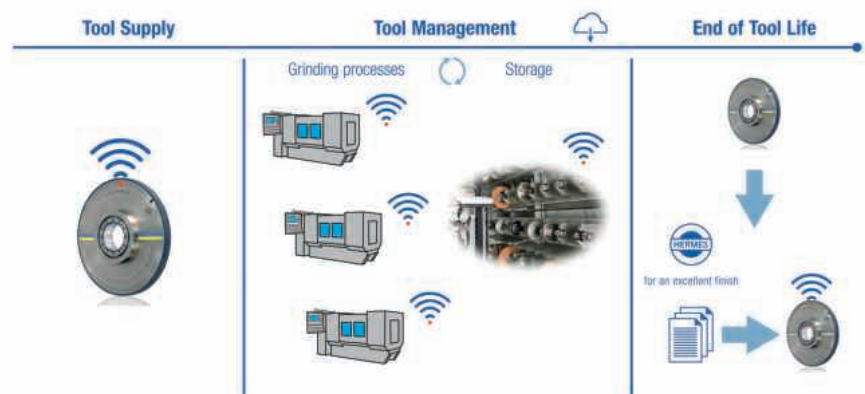 Tool Supply
Tool Management
End of Tool Life
Grinding processes
Storage
HERMES
for an excellent finish